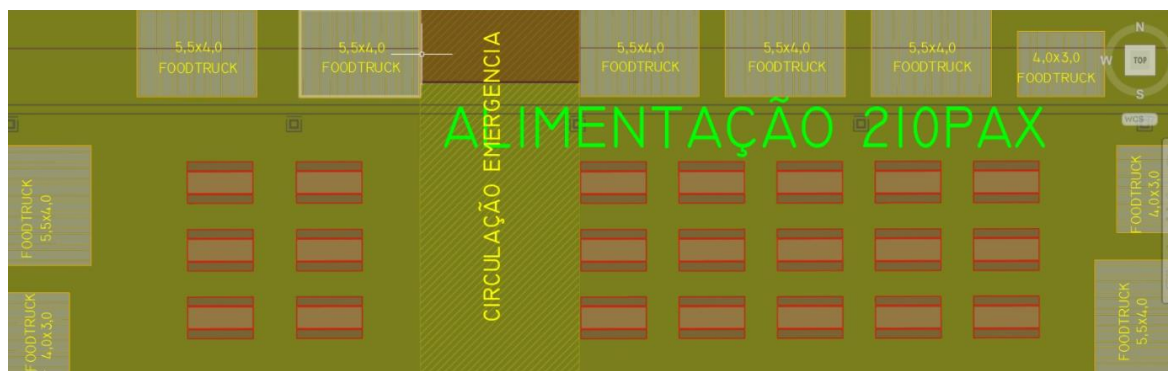 5,5x4,0
FOODTRUCK
5,5x4,0
FOODTRUCK
CIRCULAÇÃO EMERGENCIA
5,5x4,0
FOODTRUCK
5,5x4,0
FOODTRUCK
5,5x4,0
FOODTRUCK
4,0x3,0
FOODTRUCK
N
W
TOP
S
WCS
ALIMENTAÇÃO 210PAX
FOODTRUCK
5,5x4,0
FOODTRUCK
4,0x3,0
FOODTRUCK
4,0x3,0
FOODTRUCK
5,5x4,0